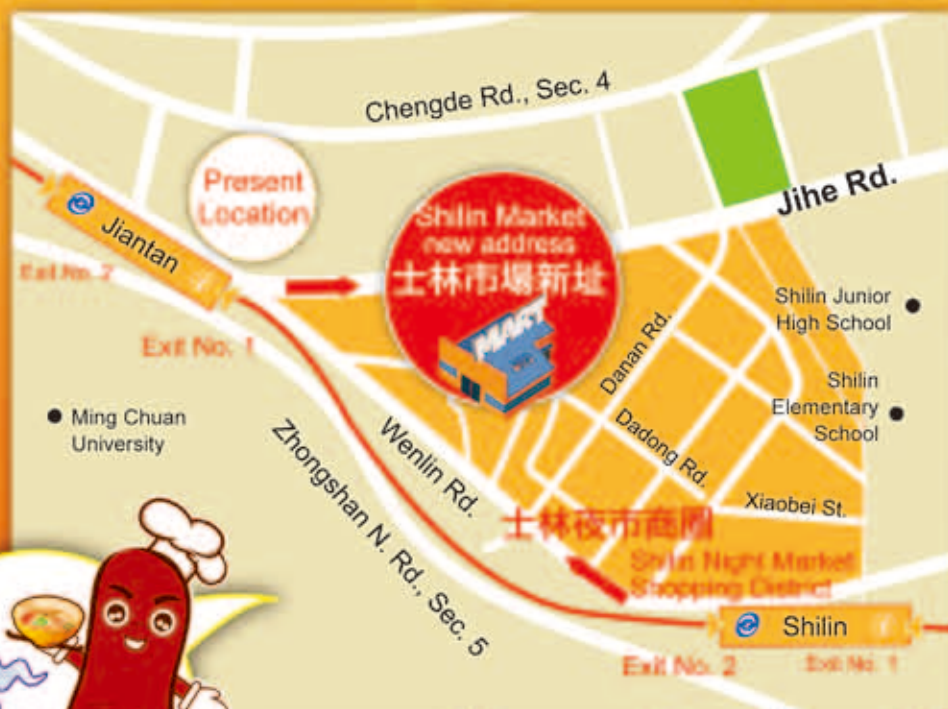 Chengde Rd., Sec. 4
Present
Location
Jihe Rd.
Shilin Market
new address
士林市場新址
MART
Jiantan
Exit No. 2
Exit No. 1
Shilin Junior
High School
Danan Rd.
Shilin
Elementary
School
Ming Chuan
University
Wenlin Rd.
Dadong Rd.
Zhongshan N. Rd., Sec. 5
Xiaobei St.
士林夜市商圈
Shilin Night Market
Shopping District
Shilin
Exit No. 2
Exit No. 1